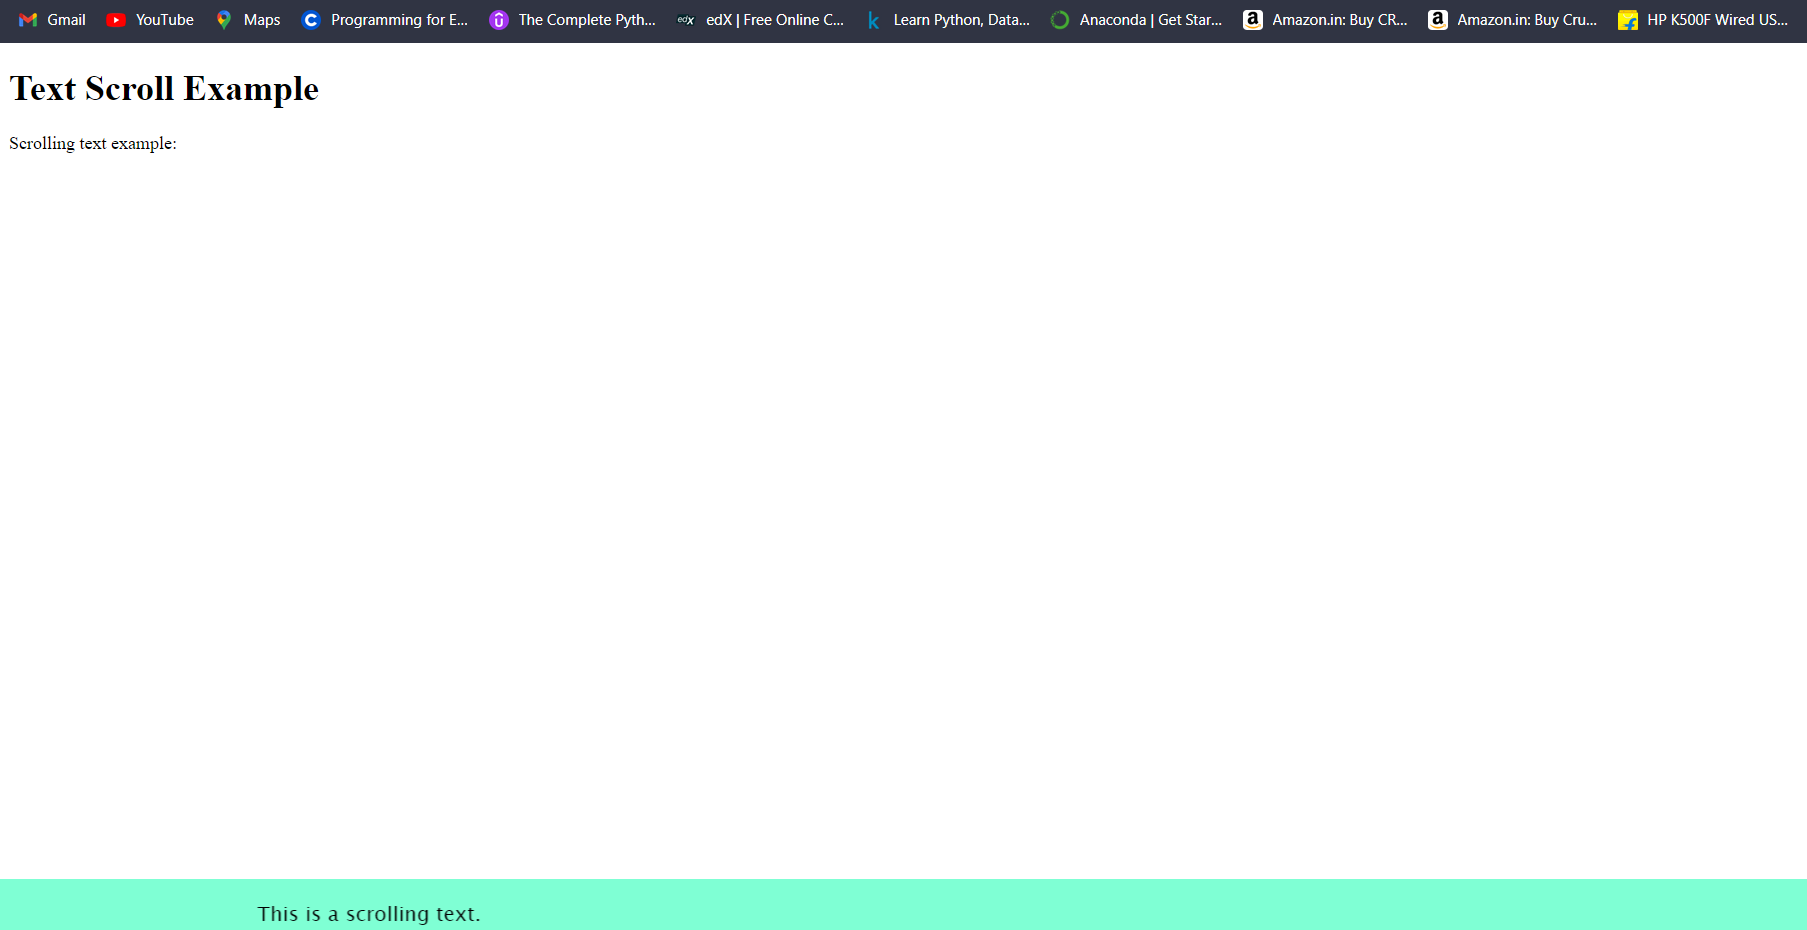 Gmail YouTube Maps Programming for E... The Complete Pyth... edX | Free Online C... Learn Python, Data... Anaconda | Get Star... Amazon.in: Buy CR... Amazon.in: Buy Cru... HP K500F Wired US...
Text Scroll Example
Scrolling text example:
This is a scrolling text.